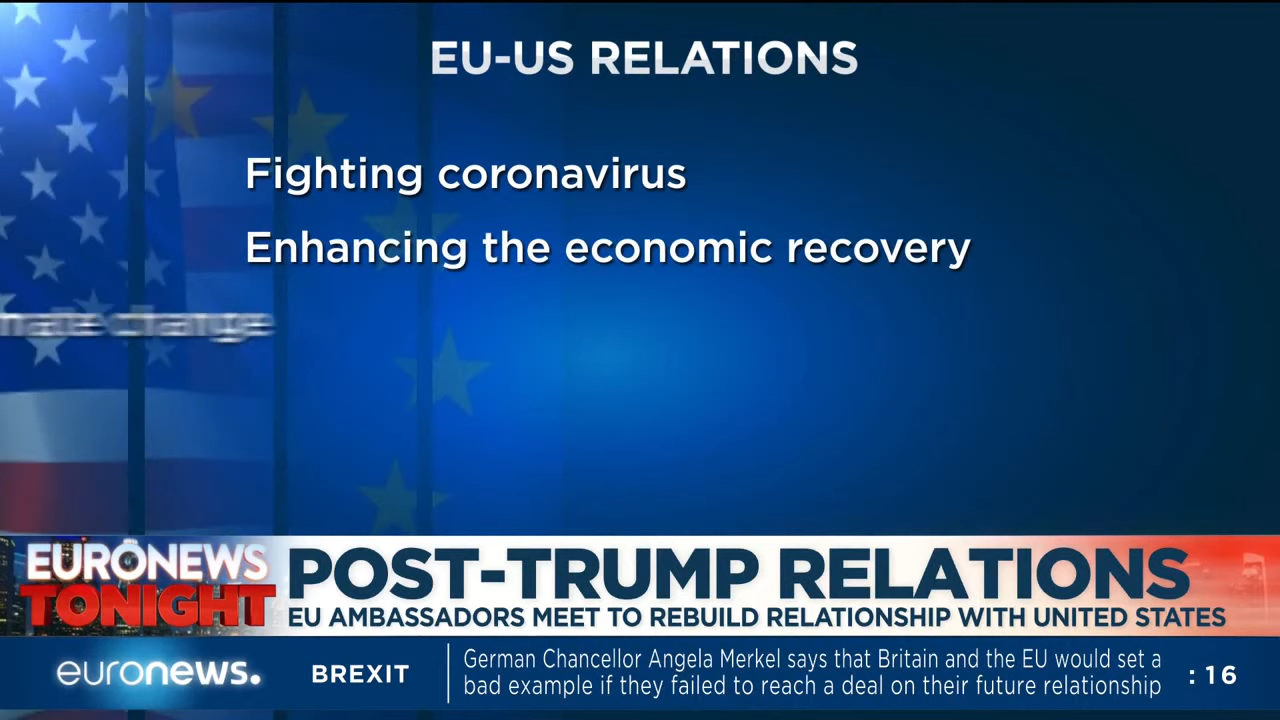 EU-US RELATIONS
Fighting coronavirus
Enhancing the economic recovery
change
EURONEWS
TONIGHT
POST-TRUMP RELATIONS
EU AMBASSADORS MEET TO REBUILD RELATIONSHIP WITH UNITED STATES
euronews.
BREXIT
German Chancellor Angela Merkel says that Britain and the EU would set a
bad example if they failed to reach a deal on their future relationship
:16